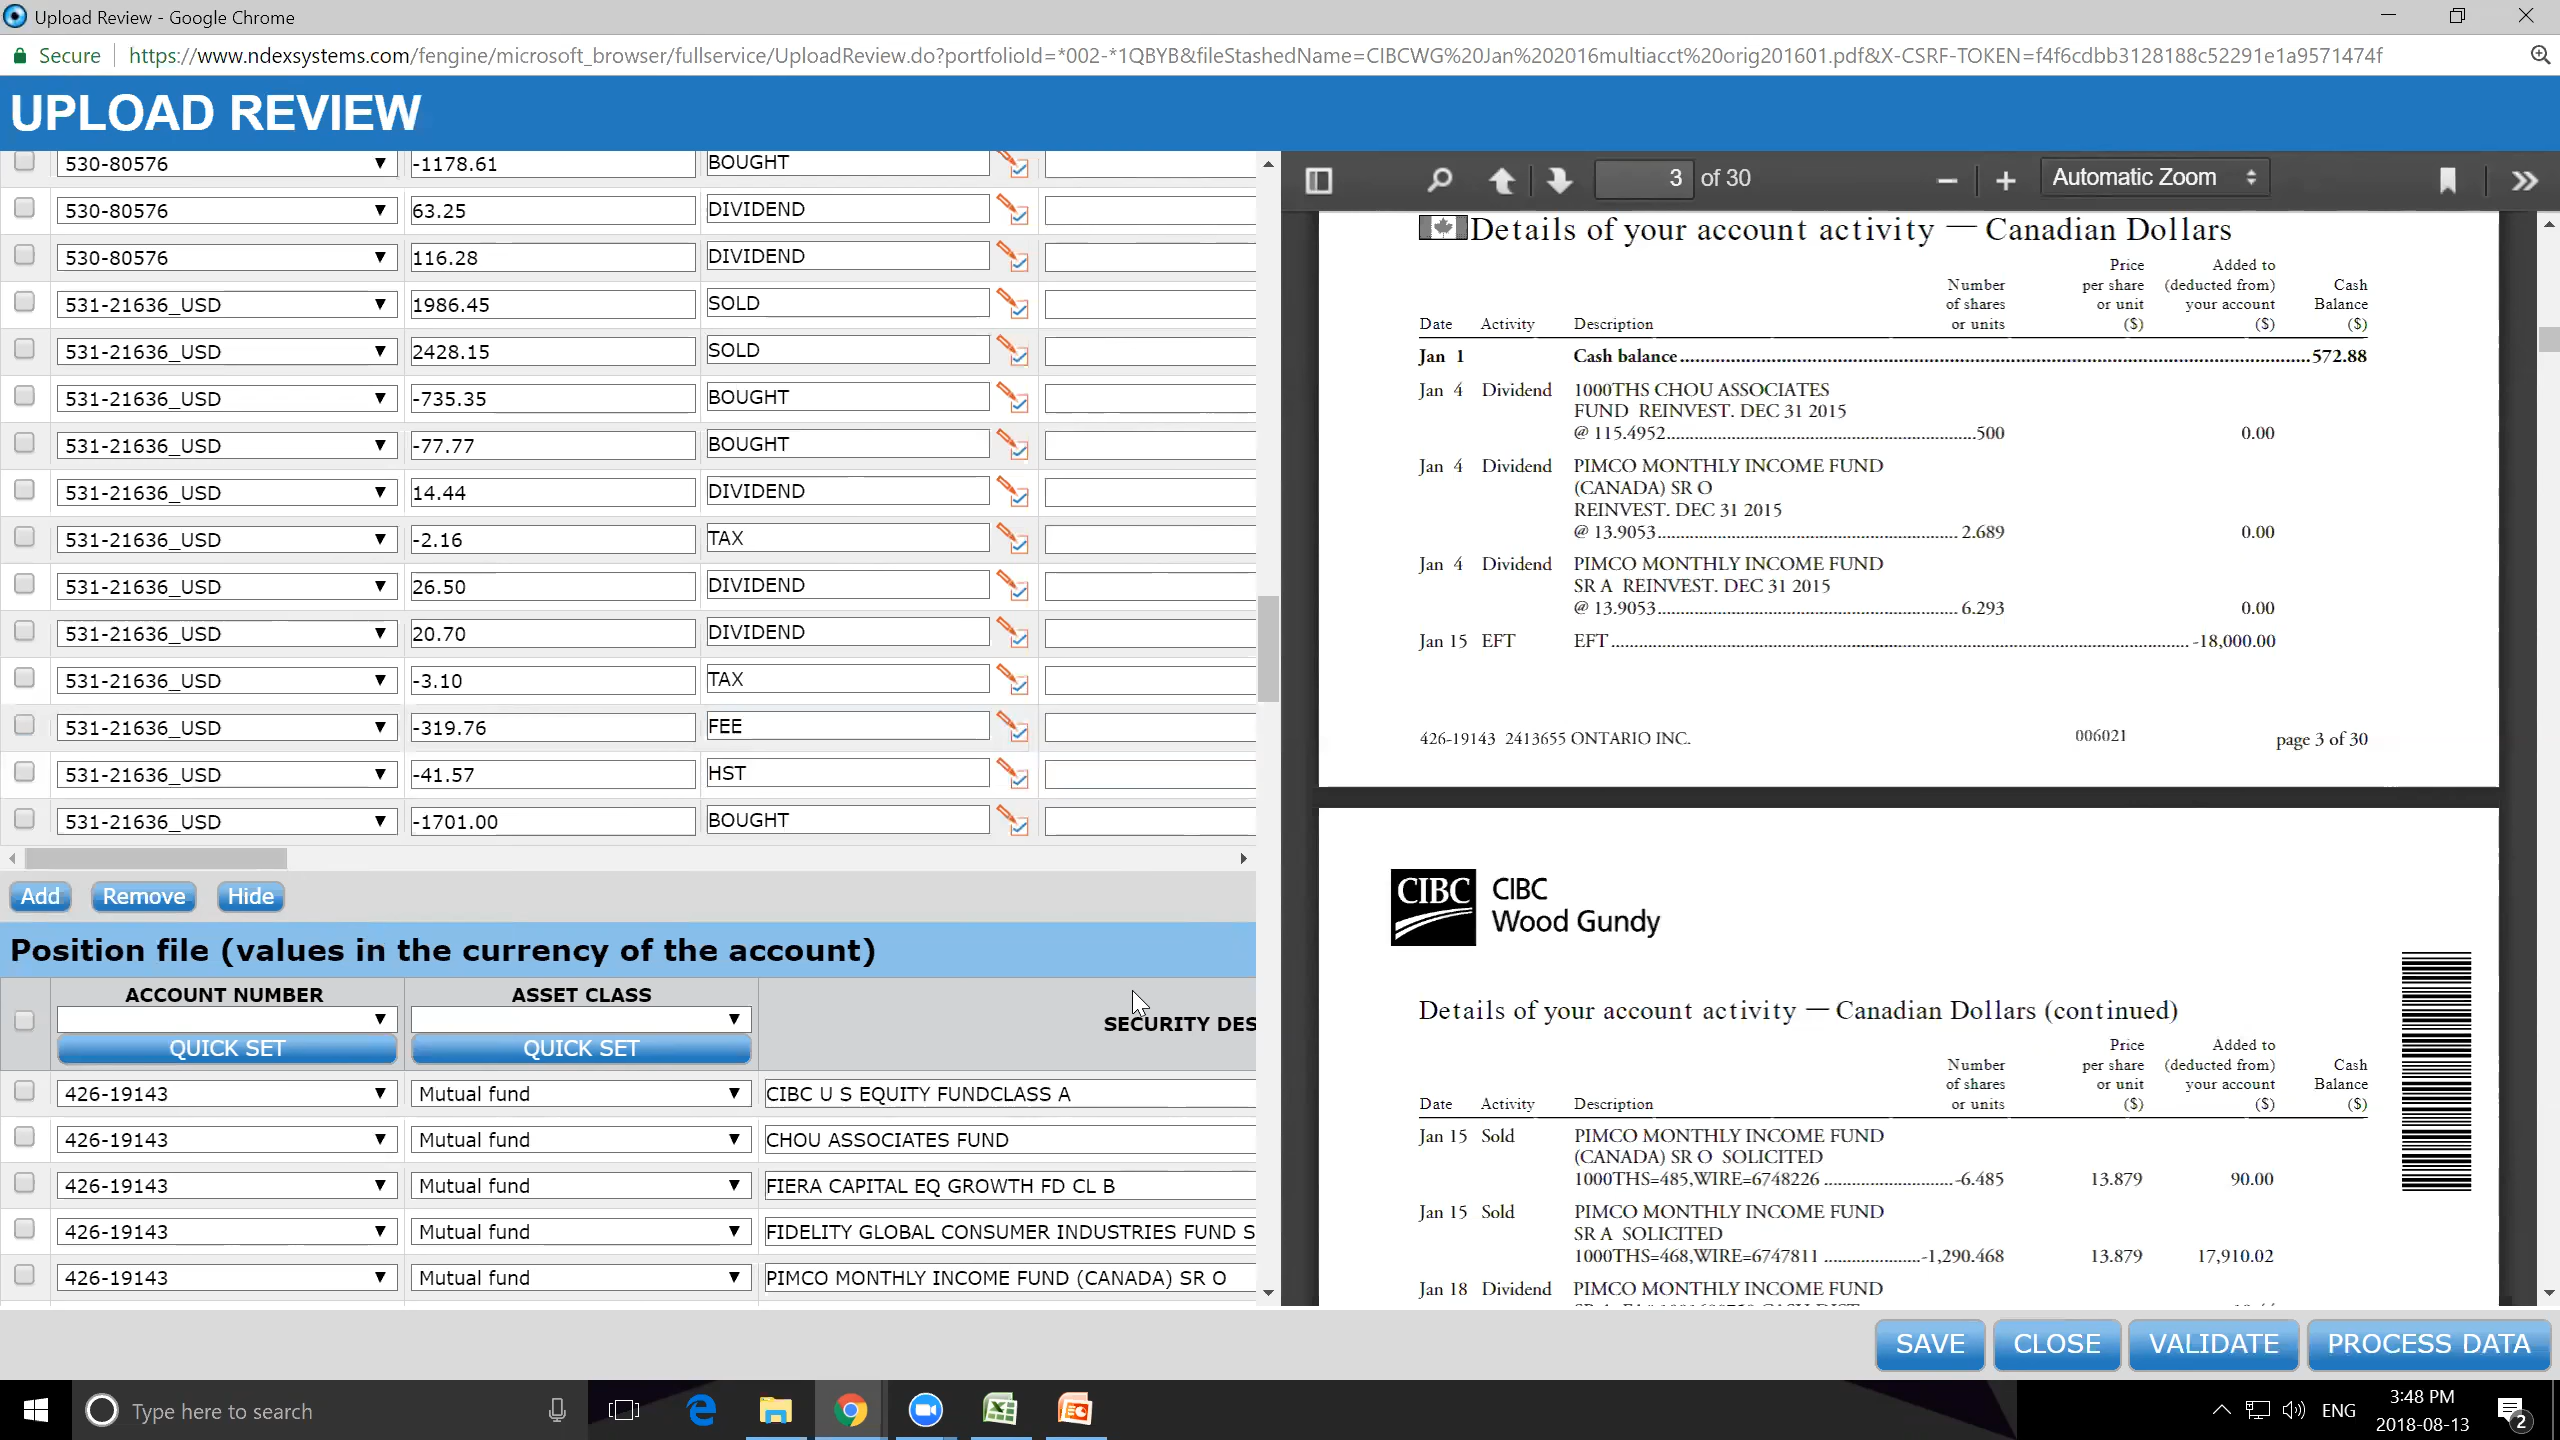 Upload Review - Google Chrome
Secure https://www.ndexsystems.com/fengine/microsoft_browser/fullservice/UploadReview.do?portfolioId=*002-*1QBYB&fileStashedName=CIBCWG%20Jan%202016multiacct%20orig201601.pdf&X-CSRF-TOKEN=f4f6cdbb3128188c52291e1a9571474f
UPLOAD REVIEW
530-80576 -1178.61 BOUGHT
530-80576 63.25 DIVIDEND
530-80576 116.28 DIVIDEND
531-21636_USD 1986.45 SOLD
531-21636_USD 2428.15 SOLD
531-21636_USD -735.35 BOUGHT
531-21636_USD -77.77 BOUGHT
531-21636_USD 14.44 DIVIDEND
531-21636_USD -2.16 TAX
531-21636_USD 26.50 DIVIDEND
531-21636_USD 20.70 DIVIDEND
531-21636_USD -3.10 TAX
531-21636_USD -319.76 FEE
531-21636_USD -41.57 HST
531-21636_USD -1701.00 BOUGHT
Add Remove Hide
Position file (values in the currency of the account)
ACCOUNT NUMBER ASSET CLASS SECURITY DES
QUICK SET QUICK SET
426-19143 Mutual fund CIBC U S EQUITY FUNDCLASS A
426-19143 Mutual fund CHOU ASSOCIATES FUND
426-19143 Mutual fund FIERA CAPITAL EQ GROWTH FD CL B
426-19143 Mutual fund FIDELITY GLOBAL CONSUMER INDUSTRIES FUND S
426-19143 Mutual fund PIMCO MONTHLY INCOME FUND (CANADA) SR O
3 of 30 Automatic Zoom
Details of your account activity — Canadian Dollars
Price Added to
Number per share (deducted from) Cash
of shares or unit your account Balance
Date Activity Description or units ($) ($) ($)
Jan 1 Cash balance 572.88
Jan 4 Dividend 1000THS CHOU ASSOCIATES
FUND REINVEST. DEC 31 2015
@ 115.4952 .500 0.00
Jan 4 Dividend PIMCO MONTHLY INCOME FUND
(CANADA) SR O
REINVEST. DEC 31 2015
@ 13.9053 2.689 0.00
Jan 4 Dividend PIMCO MONTHLY INCOME FUND
SR A REINVEST. DEC 31 2015
@ 13.9053 6.293 0.00
Jan 15 EFT EFT -18,000.00
426-19143 2413655 ONTARIO INC. 006021 page 3 of 30
CIBC CIBC
Wood Gundy
Details of your account activity — Canadian Dollars (continued)
Price Added to
Number per share (deducted from) Cash
of shares or unit your account Balance
Date Activity Description or units ($) ($) ($)
Jan 15 Sold PIMCO MONTHLY INCOME FUND
(CANADA) SR O SOLICITED
1000THS=485,WIRE=6748226 -6.485 13.879 90.00
Jan 15 Sold PIMCO MONTHLY INCOME FUND
SR A SOLICITED
1000THS=468,WIRE=6747811 -1,290.468 13.879 17,910.02
Jan 18 Dividend PIMCO MONTHLY INCOME FUND
SAVE CLOSE VALIDATE PROCESS DATA
Type here to search
ENG
3:48 PM
2018-08-13
2